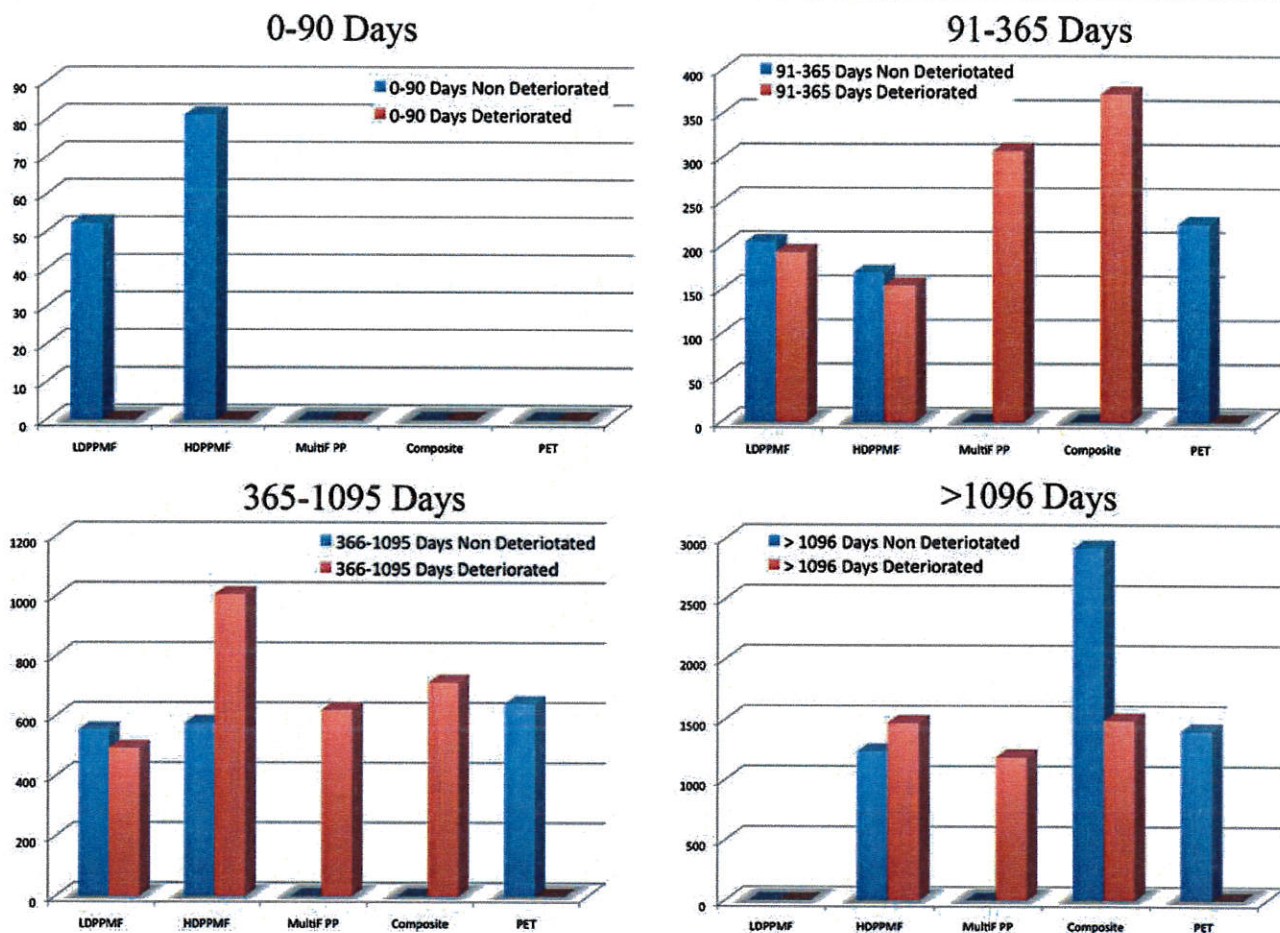 0-90 Days
0-90 Days Non Deteriorated
0-90 Days Deteriorated
90
80
70
60
50
40
30
20
10
0
LDPPMF HDPPMF MultiF PP Composite PET
91-365 Days
91-365 Days Non Deteriotated
91-365 Days Deteriorated
400
350
300
250
200
150
100
50
0
LDPPMF HDPPMF MultiF PP Composite PET
365-1095 Days
366-1095 Days Non Deteriotated
366-1095 Days Deteriorated
1200
1000
800
600
400
200
0
LDPPMF HDPPMF MultiF PP Composite PET
>1096 Days
> 1096 Days Non Deteriotated
> 1096 Days Deteriorated
3000
2500
2000
1500
1000
500
0
LDPPMF HDPPMF MultiF PP Composite PET